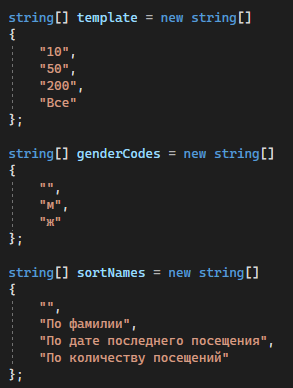 string[] template = new string[]
{
    "10",
    "50",
    "200",
    "Все"
};
string[] genderCodes = new string[]
{
    "",
    "м",
    "ж"
};
string[] sortNames = new string[]
{
    "",
    "По фамилии",
    "По дате последнего посещения",
    "По количеству посещений"
};